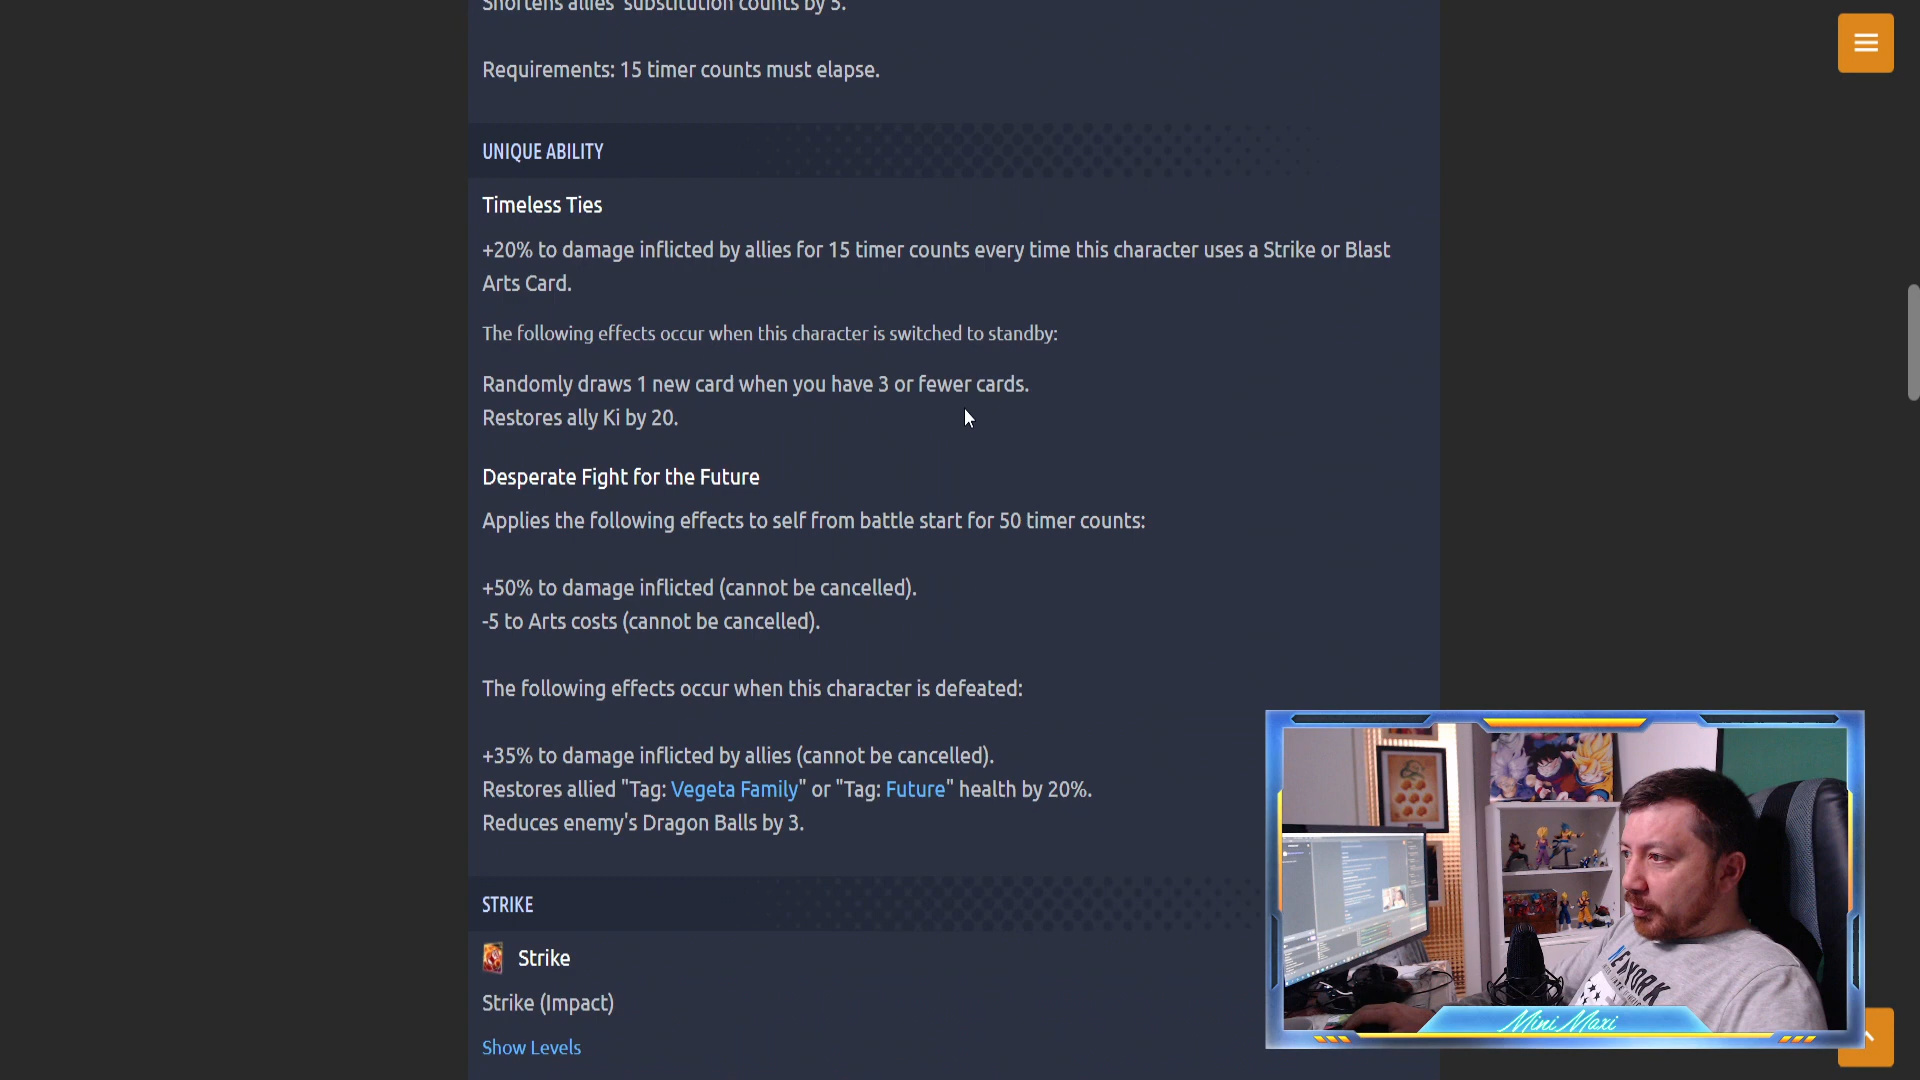 Shortens allies' substitution counts by 5.
Requirements: 15 timer counts must elapse.
UNIQUE ABILITY
Timeless Ties
+20% to damage inflicted by allies for 15 timer counts every time this character uses a Strike or Blast
Arts Card.
The following effects occur when this character is switched to standby:
Randomly draws 1 new card when you have 3 or fewer cards.
Restores ally Ki by 20.
Desperate Fight for the Future
Applies the following effects to self from battle start for 50 timer counts:
+50% to damage inflicted (cannot be cancelled).
-5 to Arts costs (cannot be cancelled).
The following effects occur when this character is defeated:
+35% to damage inflicted by allies (cannot be cancelled).
Restores allied "Tag: Vegeta Family" or "Tag: Future" health by 20%.
Reduces enemy's Dragon Balls by 3.
STRIKE
Strike
Strike (Impact)
Show Levels
NEWYORK
Mini Maxi